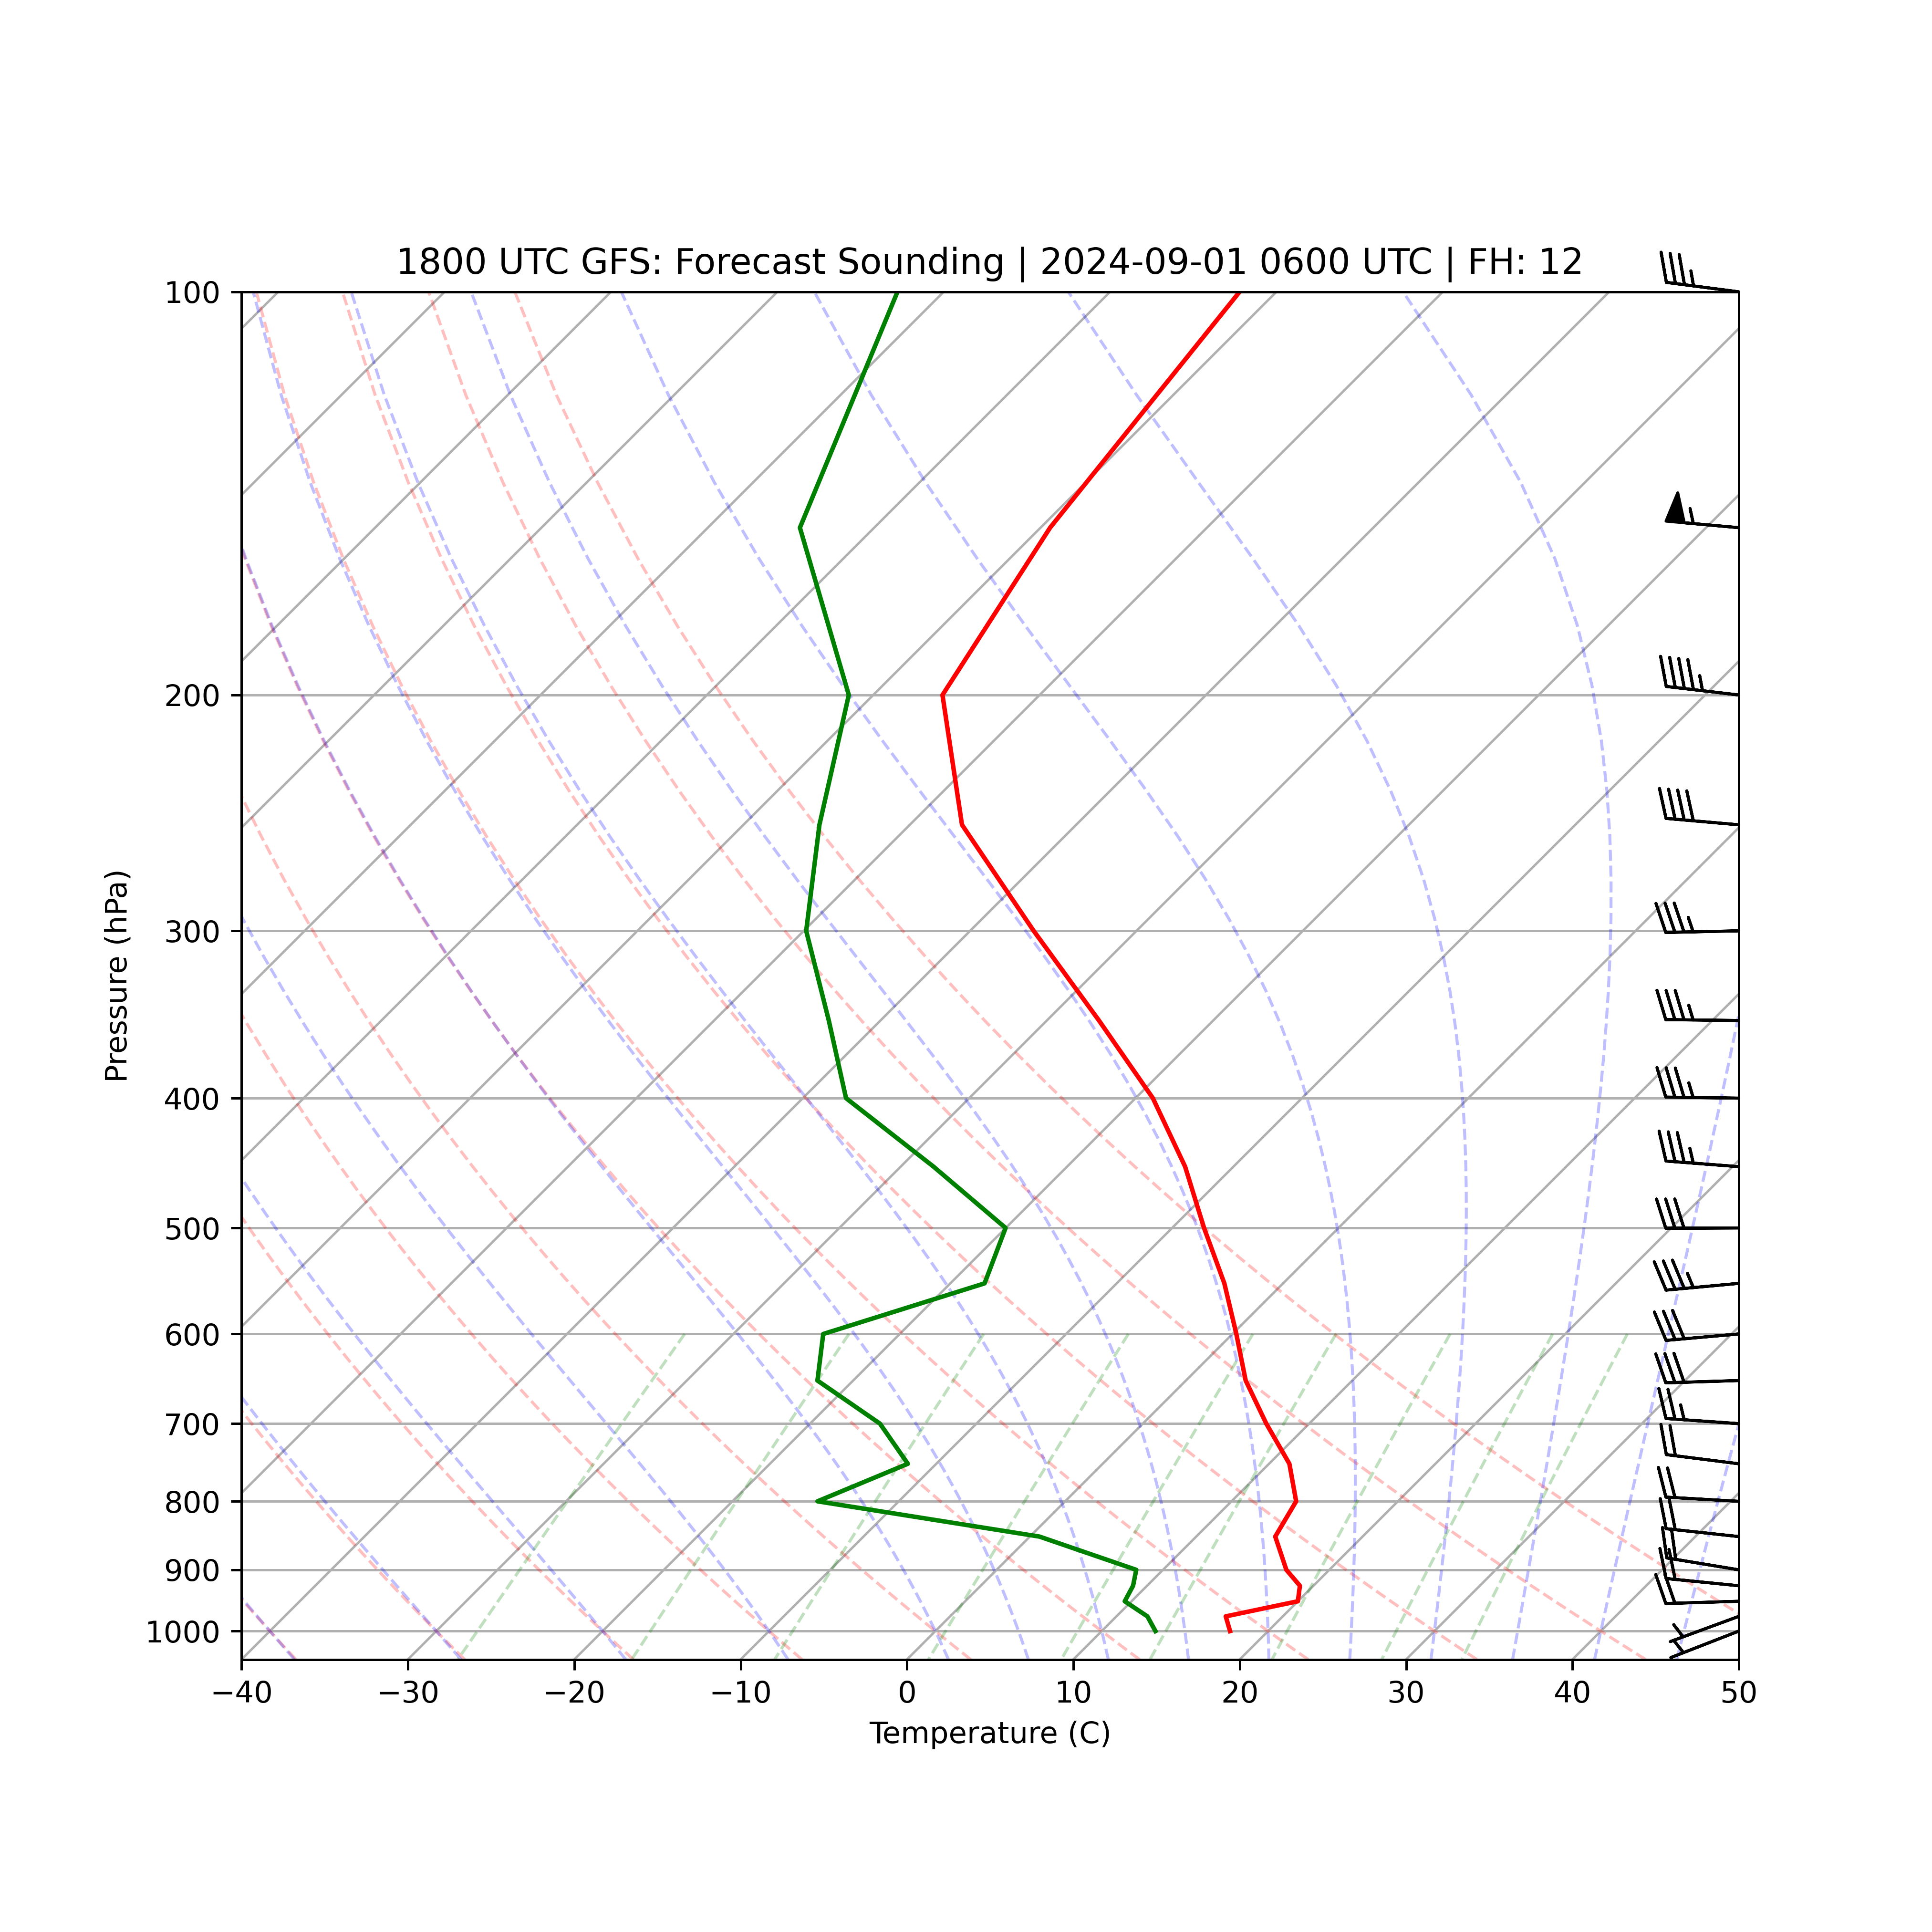 1800 UTC GFS: Forecast Sounding | 2024-09-01 0600 UTC | FH: 12
100
200
300
400
500
600
700
800
900
1000
Pressure (hPa)
−40 −30 −20 −10 0 10 20 30 40 50
Temperature (C)